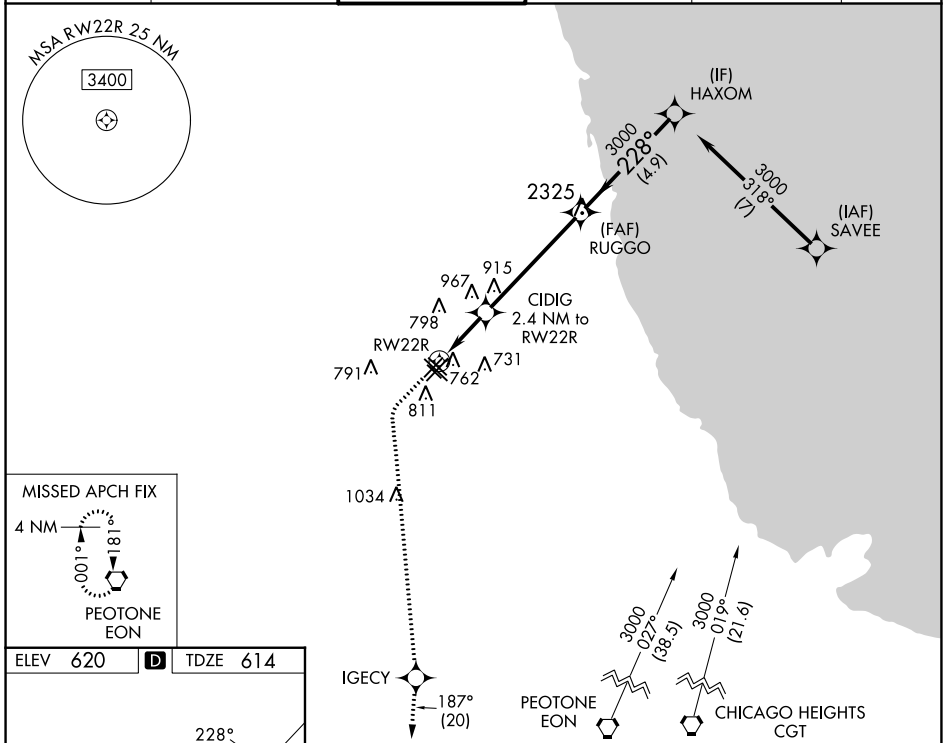 MSA RW22R 25 NM
3400
(IF)
HAXOM
3000
228°
(4.9)
3000
318°
(7)
(IAF)
SAVEE
2325
(FAF)
RUGGO
915
967
798
CIDIG
2.4 NM to
RW22R
RW22R
791
762
731
811
1034
MISSED APCH FIX
4 NM
001°
181°
PEOTONE
EON
IGECY
187°
(20)
3000
027°
(38.5)
PEOTONE
EON
3000
019°
(21.6)
CHICAGO HEIGHTS
CGT
ELEV 620 D TDZE 614
228°